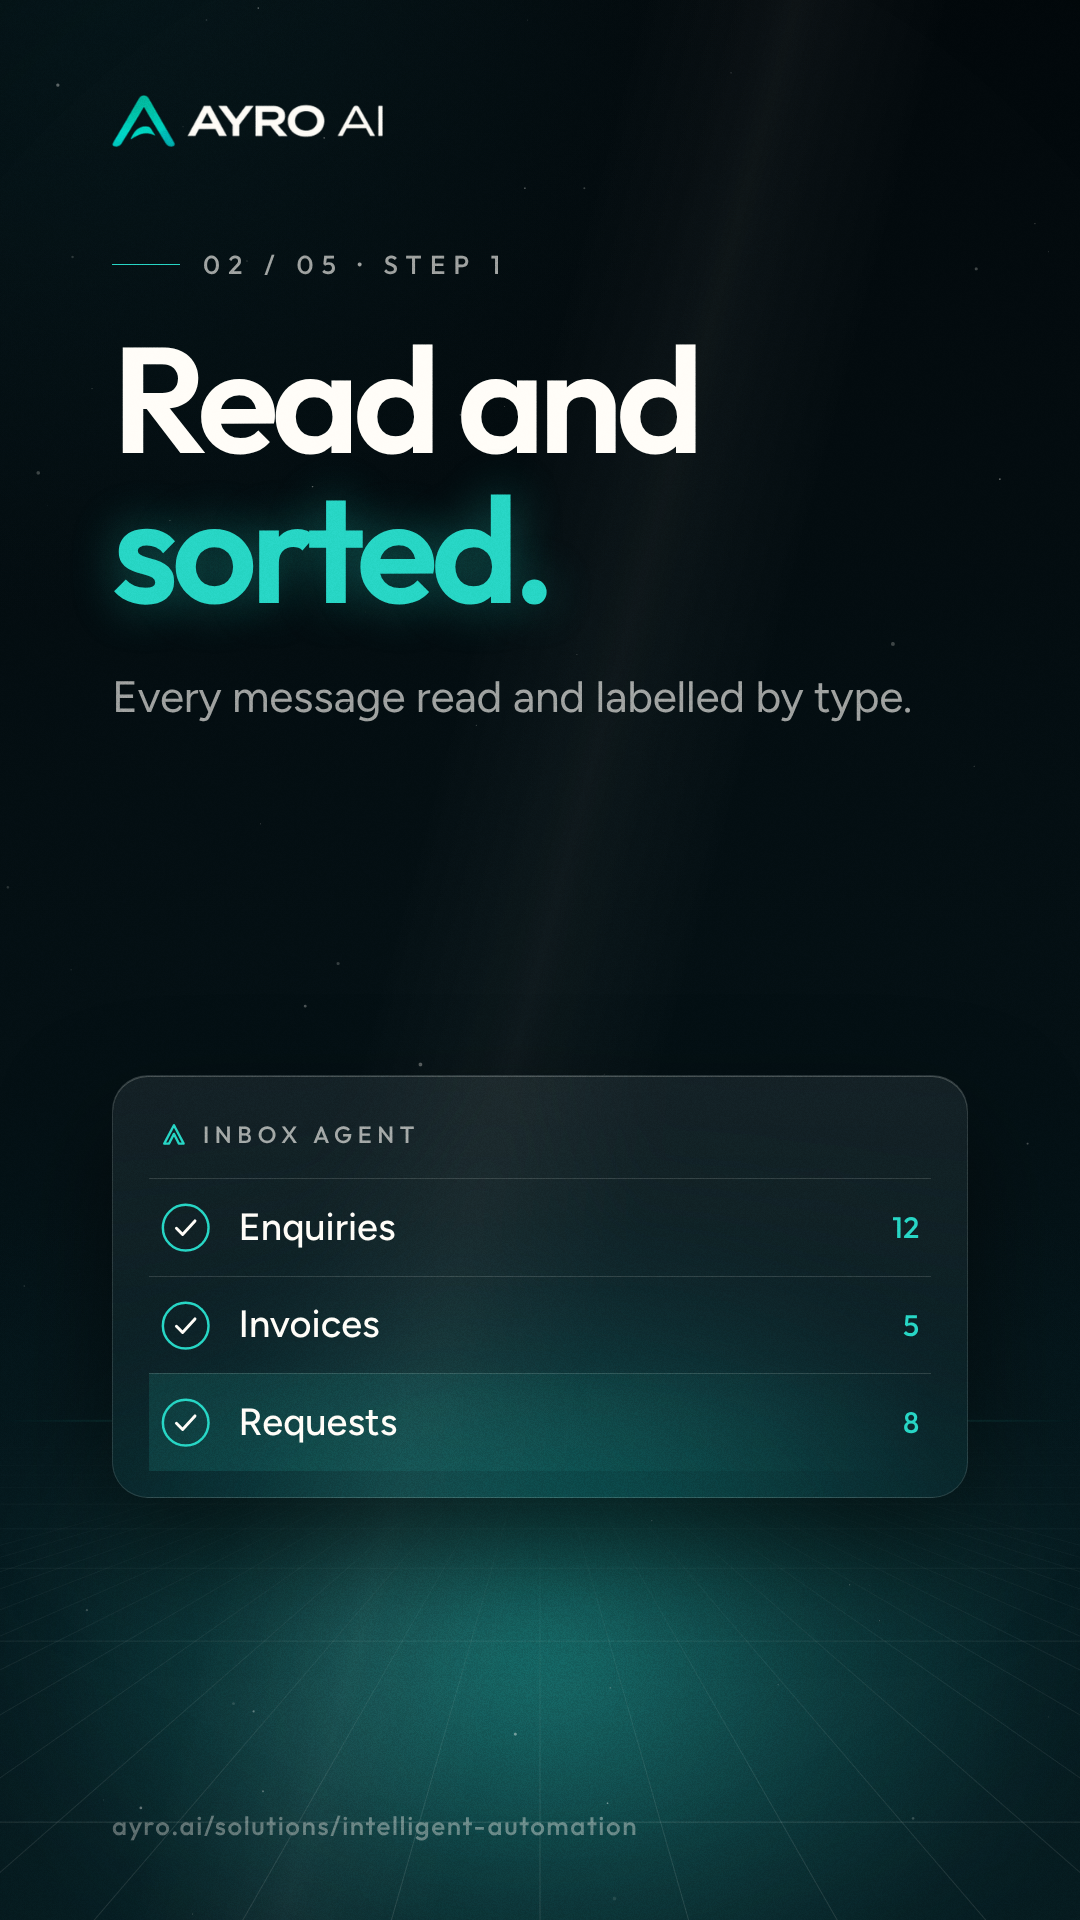 AYRO AI
02 / 05 · STEP 1
Read and
sorted.
Every message read and labelled by type.
INBOX AGENT
Enquiries 12
Invoices 5
Requests 8
ayro.ai/solutions/intelligent-automation